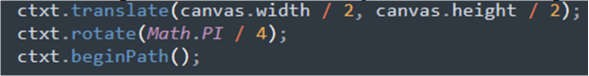 ctxt.translate(canvas.width / 2, canvas.height / 2);
ctxt.rotate(Math.PI / 4);
ctxt.beginPath();